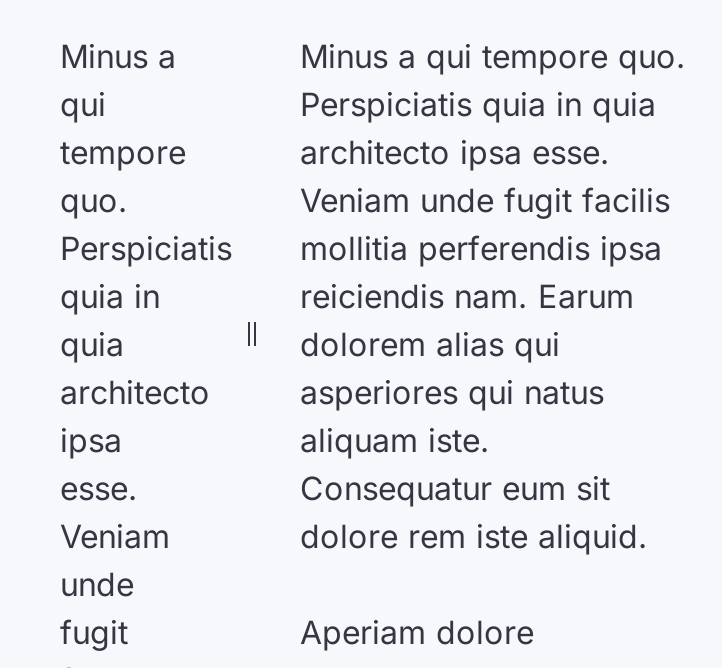 Minus a
qui
tempore
quo.
Perspiciatis
quia in
quia
architecto
ipsa
esse.
Veniam
unde
fugit
Minus a qui tempore quo.
Perspiciatis quia in quia
architecto ipsa esse.
Veniam unde fugit facilis
mollitia perferendis ipsa
reiciendis nam. Earum
dolorem alias qui
asperiores qui natus
aliquam iste.
Consequatur eum sit
dolore rem iste aliquid.
Aperiam dolore